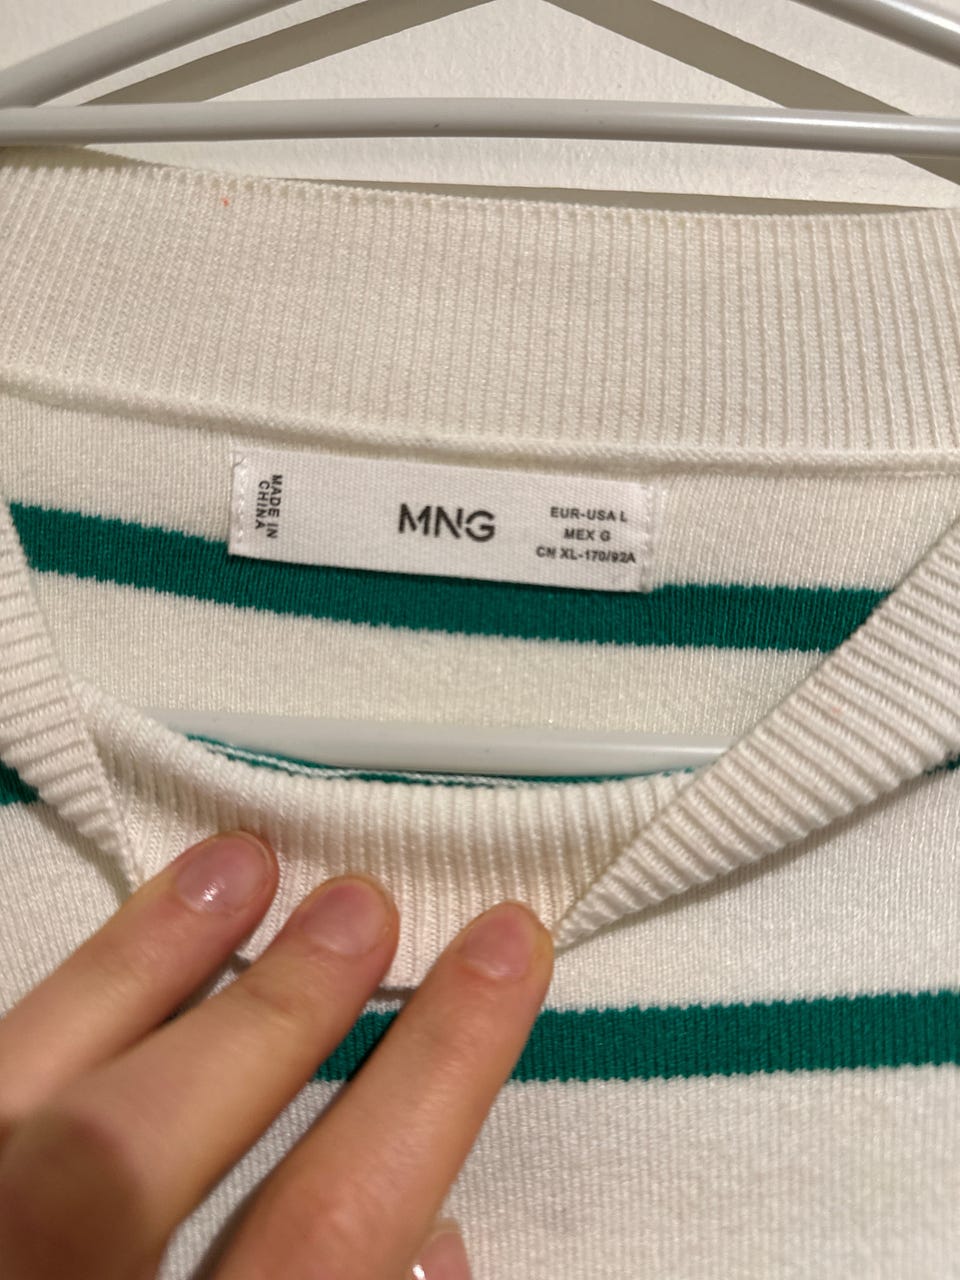 MADE IN
CHINA
MNG
EUR-USA L
MEX G
CN XL-170/92A